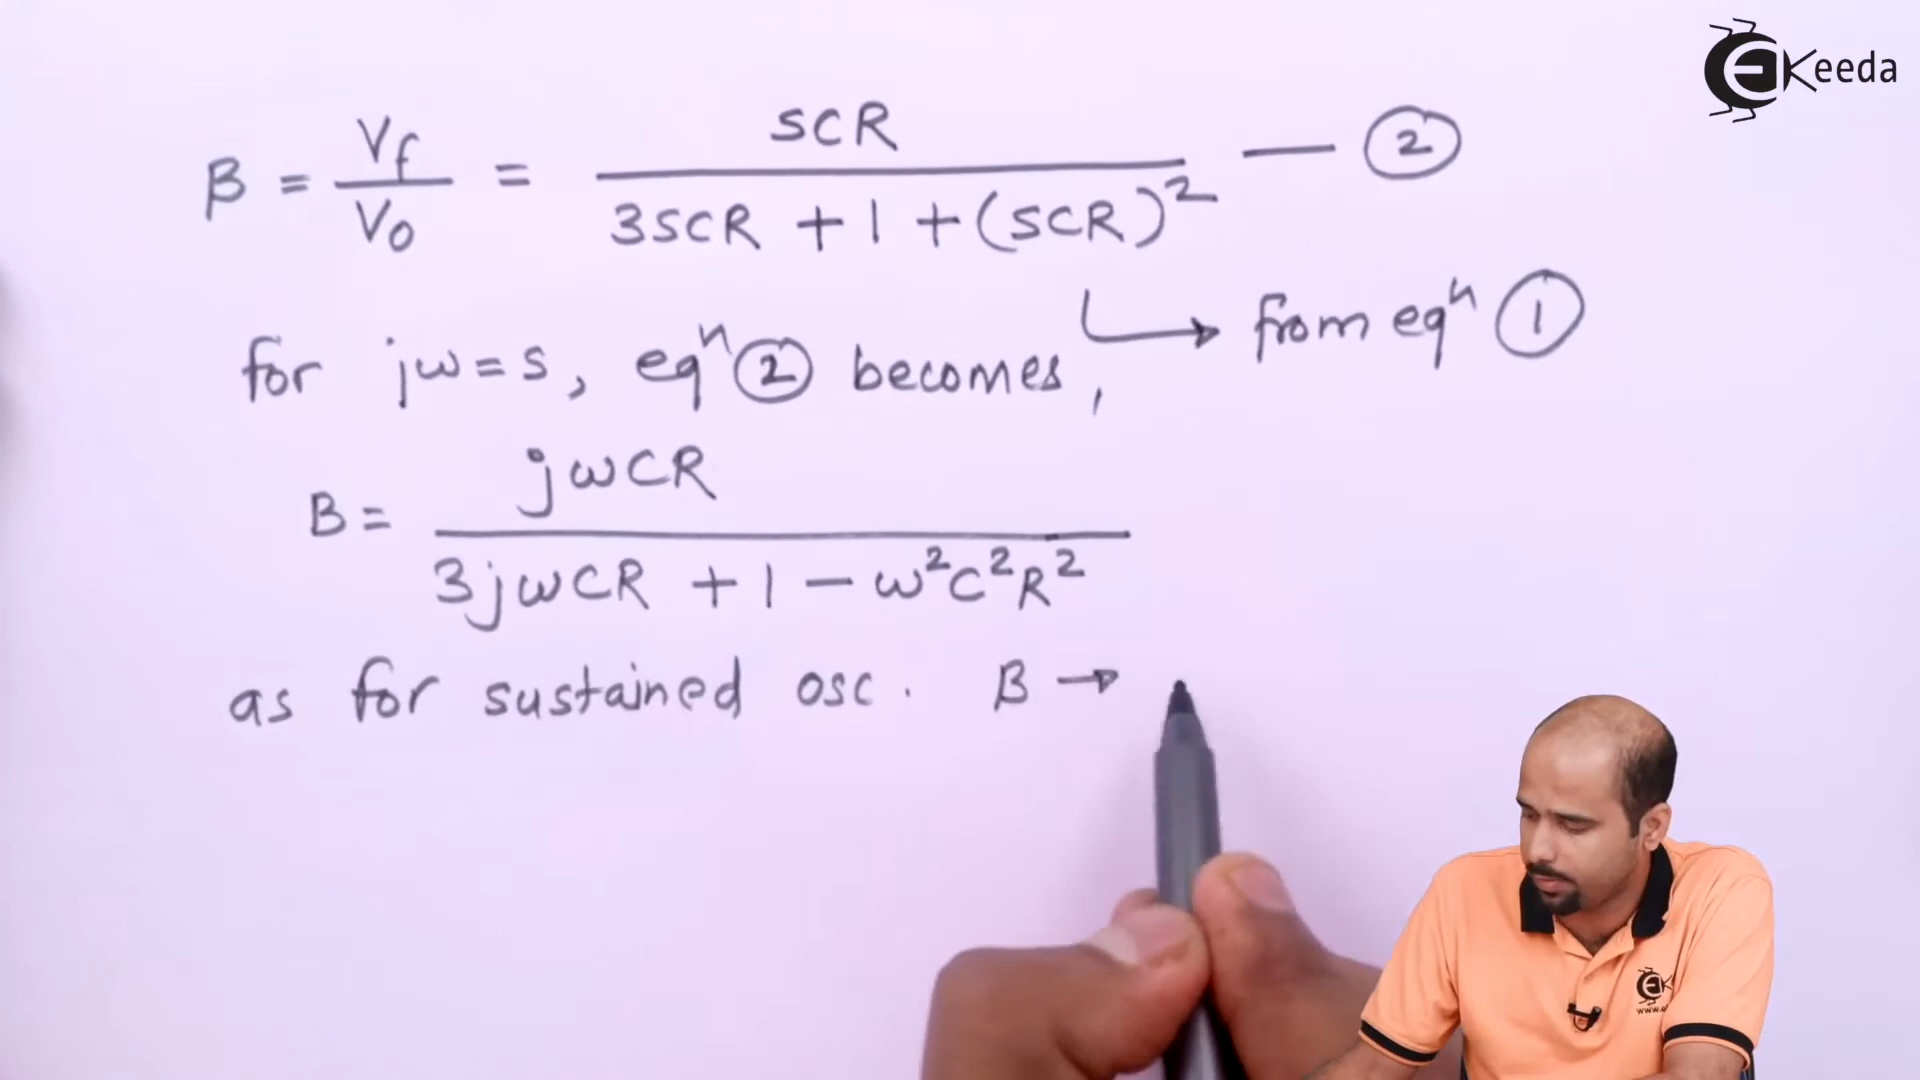 EKeeda
β = Vf / Vo = SCR / 3SCR + 1 + (SCR)² — ②
↳ from eqⁿ ①
for jω = s, eqⁿ ② becomes,
B = jωCR / 3jωCR + 1 − ω²C²R²
as for sustained osc. B →